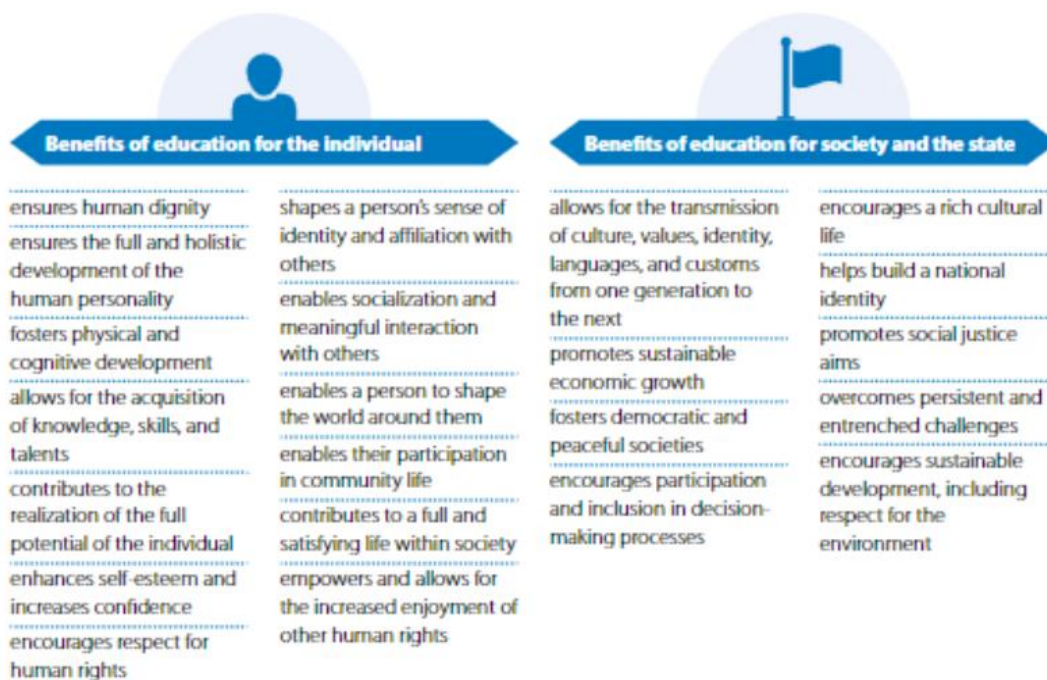 Benefits of education for the individual
ensures human dignity
ensures the full and holistic
development of the
human personality
fosters physical and
cognitive development
allows for the acquisition
of knowledge, skills, and
talents
contributes to the
realization of the full
potential of the individual
enhances self-esteem and
increases confidence
encourages respect for
human rights
shapes a person's sense of
identity and affiliation with
others
enables socialization and
meaningful interaction
with others
enables a person to shape
the world around them
enables their participation
in community life
contributes to a full and
satisfying life within society
empowers and allows for
the increased enjoyment of
other human rights
Benefits of education for society and the state
allows for the transmission
of culture, values, identity,
languages, and customs
from one generation to
the next
promotes sustainable
economic growth
fosters democratic and
peaceful societies
encourages participation
and inclusion in decision-
making processes
encourages a rich cultural
life
helps build a national
identity
promotes social justice
aims
overcomes persistent and
entrenched challenges
encourages sustainable
development, including
respect for the
environment